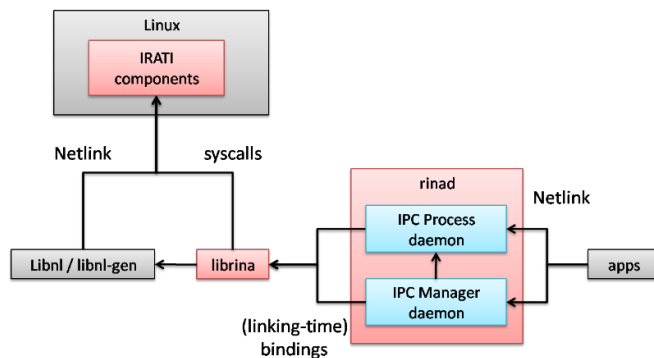 Linux
IRATI
components
Netlink
syscalls
rinad
Netlink
IPC Process
daemon
Libnl / libnl-gen
librina
apps
IPC Manager
daemon
(linking-time)
bindings